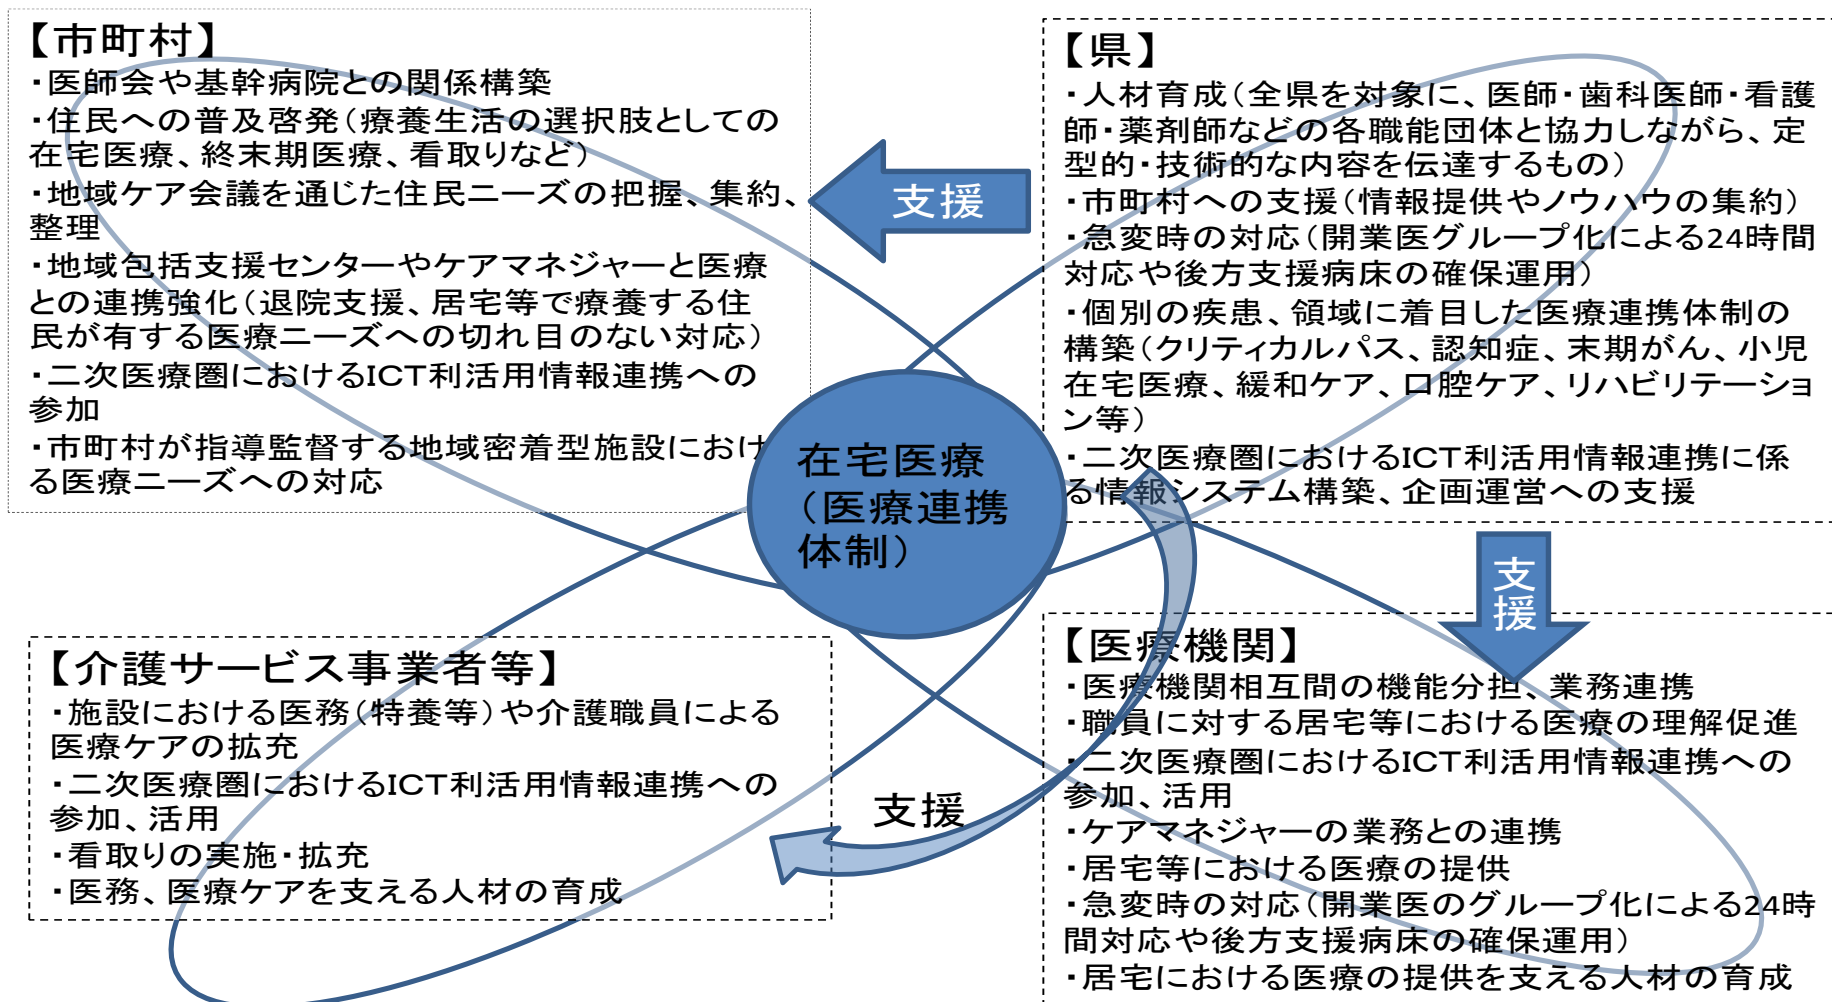 【市町村】
・医師会や基幹病院との関係構築
・住民への普及啓発（療養生活の選択肢としての
在宅医療、終末期医療、看取りなど）
・地域ケア会議を通じた住民ニーズの把握、集約、
整理
・地域包括支援センターやケアマネジャーと医療
との連携強化（退院支援、居宅等で療養する住
民が有する医療ニーズへの切れ目のない対応）
・二次医療圏におけるICT利活用情報連携への
参加
・市町村が指導監督する地域密着型施設におけ
る医療ニーズへの対応
支援
【県】
・人材育成（全県を対象に、医師・歯科医師・看護
師・薬剤師などの各職能団体と協力しながら、定
型的・技術的な内容を伝達するもの）
・市町村への支援（情報提供やノウハウの集約）
・急変時の対応（開業医グループ化による24時間
対応や後方支援病床の確保運用）
・個別の疾患、領域に着目した医療連携体制の
構築（クリティカルパス、認知症、末期がん、小児
在宅医療、緩和ケア、口腔ケア、リハビリテーショ
ン等）
・二次医療圏におけるICT利活用情報連携に係
る情報システム構築、企画運営への支援
在宅医療
（医療連携
体制）
支
援
【介護サービス事業者等】
・施設における医務（特養等）や介護職員による
医療ケアの拡充
・二次医療圏におけるICT利活用情報連携への
参加、活用
・看取りの実施・拡充
・医務、医療ケアを支える人材の育成
支援
【医療機関】
・医療機関相互間の機能分担、業務連携
・職員に対する居宅等における医療の理解促進
・二次医療圏におけるICT利活用情報連携への
参加、活用
・ケアマネジャーの業務との連携
・居宅等における医療の提供
・急変時の対応（開業医のグループ化による24時
間対応や後方支援病床の確保運用）
・居宅における医療の提供を支える人材の育成